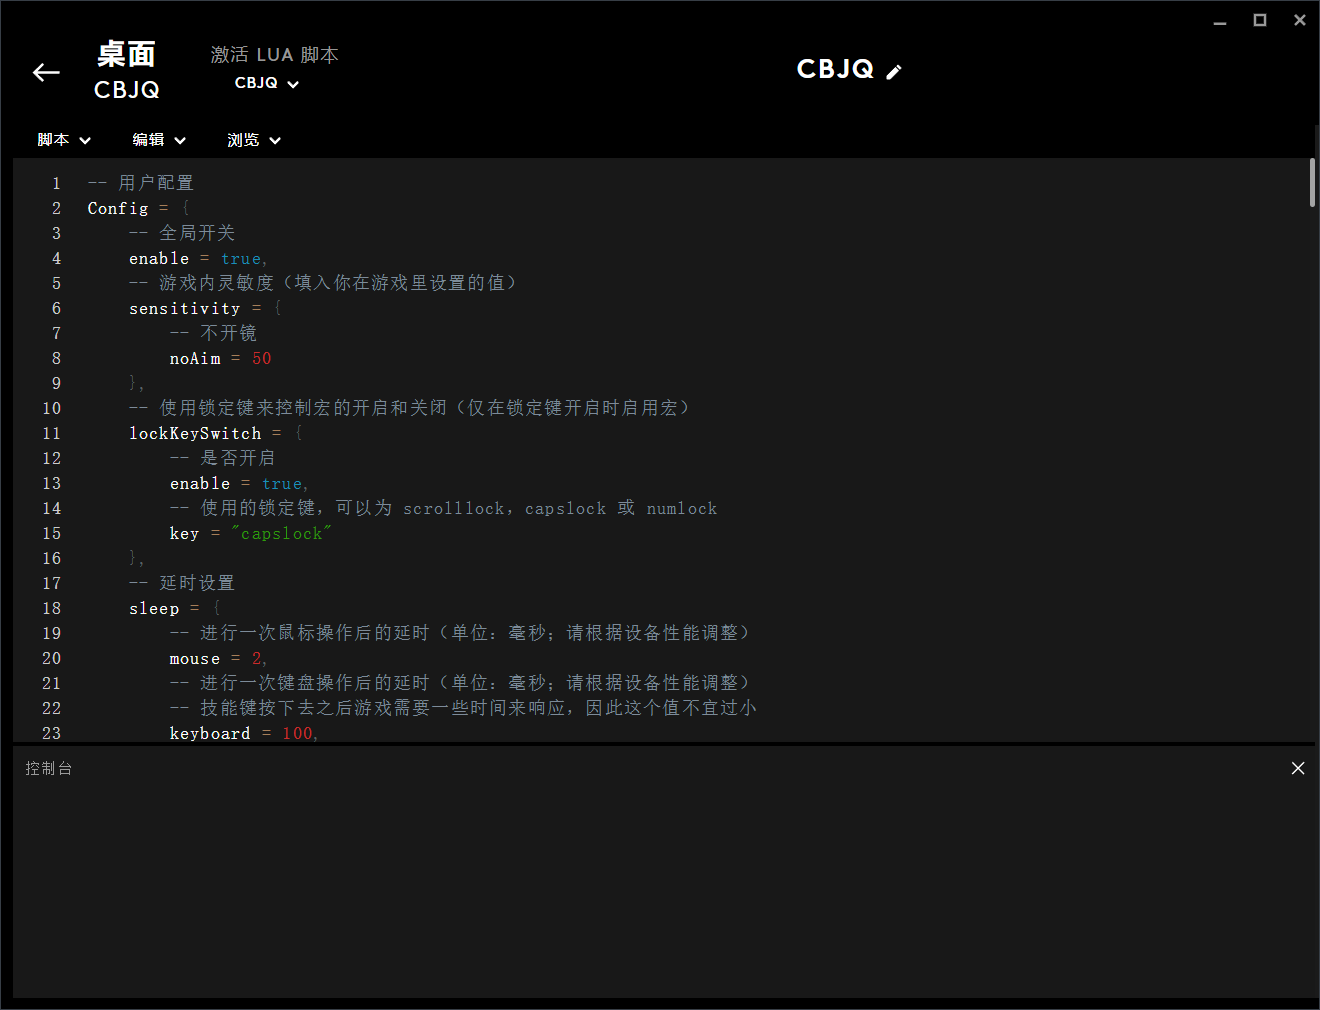 桌面
CBJQ
激活 LUA 脚本
CBJQ
CBJQ
脚本
编辑
浏览
1 -- 用户配置
2 Config = {
3 -- 全局开关
4 enable = true,
5 -- 游戏内灵敏度（填入你在游戏里设置的值）
6 sensitivity = {
7 -- 不开镜
8 noAim = 50
9 },
10 -- 使用锁定键来控制宏的开启和关闭（仅在锁定键开启时启用宏）
11 lockKeySwitch = {
12 -- 是否开启
13 enable = true,
14 -- 使用的锁定键，可以为 scrolllock，capslock 或 numlock
15 key = "capslock"
16 },
17 -- 延时设置
18 sleep = {
19 -- 进行一次鼠标操作后的延时（单位：毫秒；请根据设备性能调整）
20 mouse = 2,
21 -- 进行一次键盘操作后的延时（单位：毫秒；请根据设备性能调整）
22 -- 技能键按下去之后游戏需要一些时间来响应，因此这个值不宜过小
23 keyboard = 100,
控制台